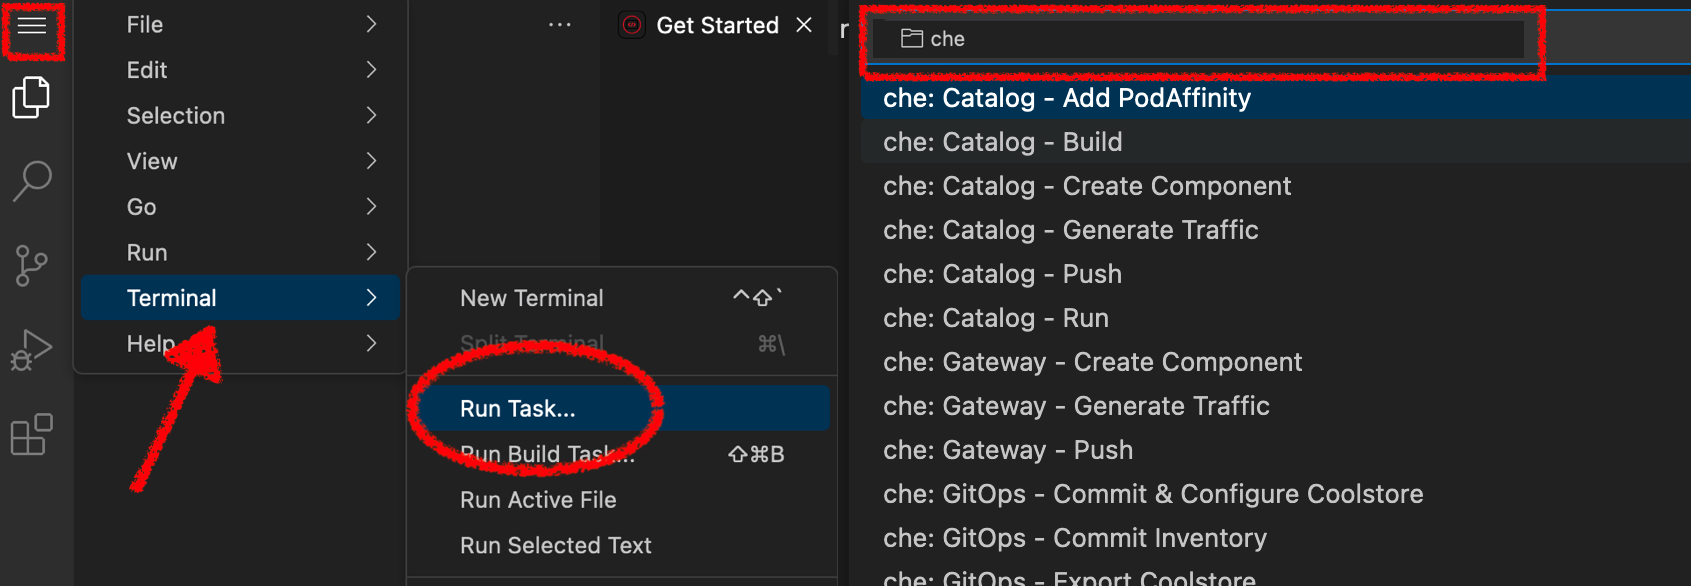 File
Edit
Selection
View
Go
Run
Terminal
Help
New Terminal ^⇧`
Split Terminal ⌘\
Run Task...
Run Build Task... ⇧⌘B
Run Active File
Run Selected Text
··· Get Started ×
che
che: Catalog - Add PodAffinity
che: Catalog - Build
che: Catalog - Create Component
che: Catalog - Generate Traffic
che: Catalog - Push
che: Catalog - Run
che: Gateway - Create Component
che: Gateway - Generate Traffic
che: Gateway - Push
che: GitOps - Commit & Configure Coolstore
che: GitOps - Commit Inventory
che: GitOps - Export Coolstore